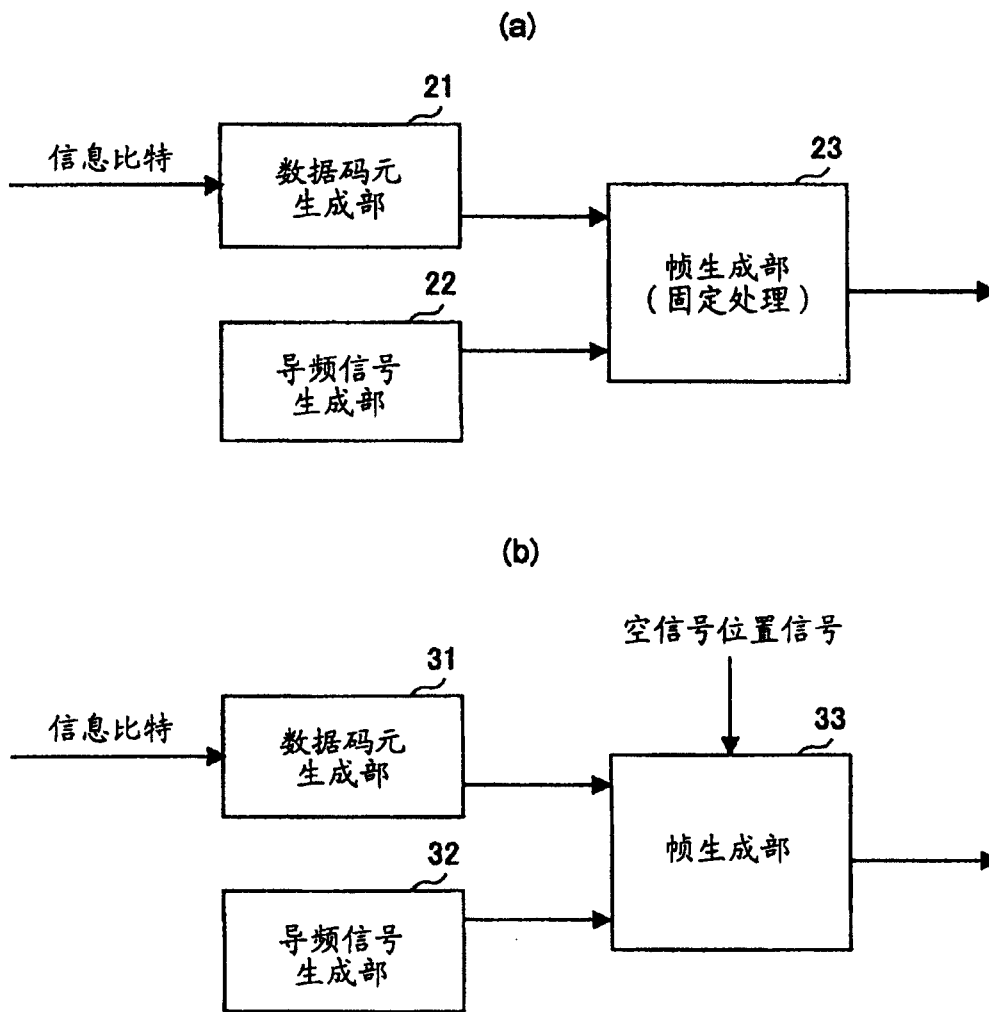 (a)
21
信息比特
数据码元
生成部
23
帧生成部
（固定处理）
22
导频信号
生成部
(b)
空信号位置信号
31
信息比特
数据码元
生成部
33
帧生成部
32
导频信号
生成部